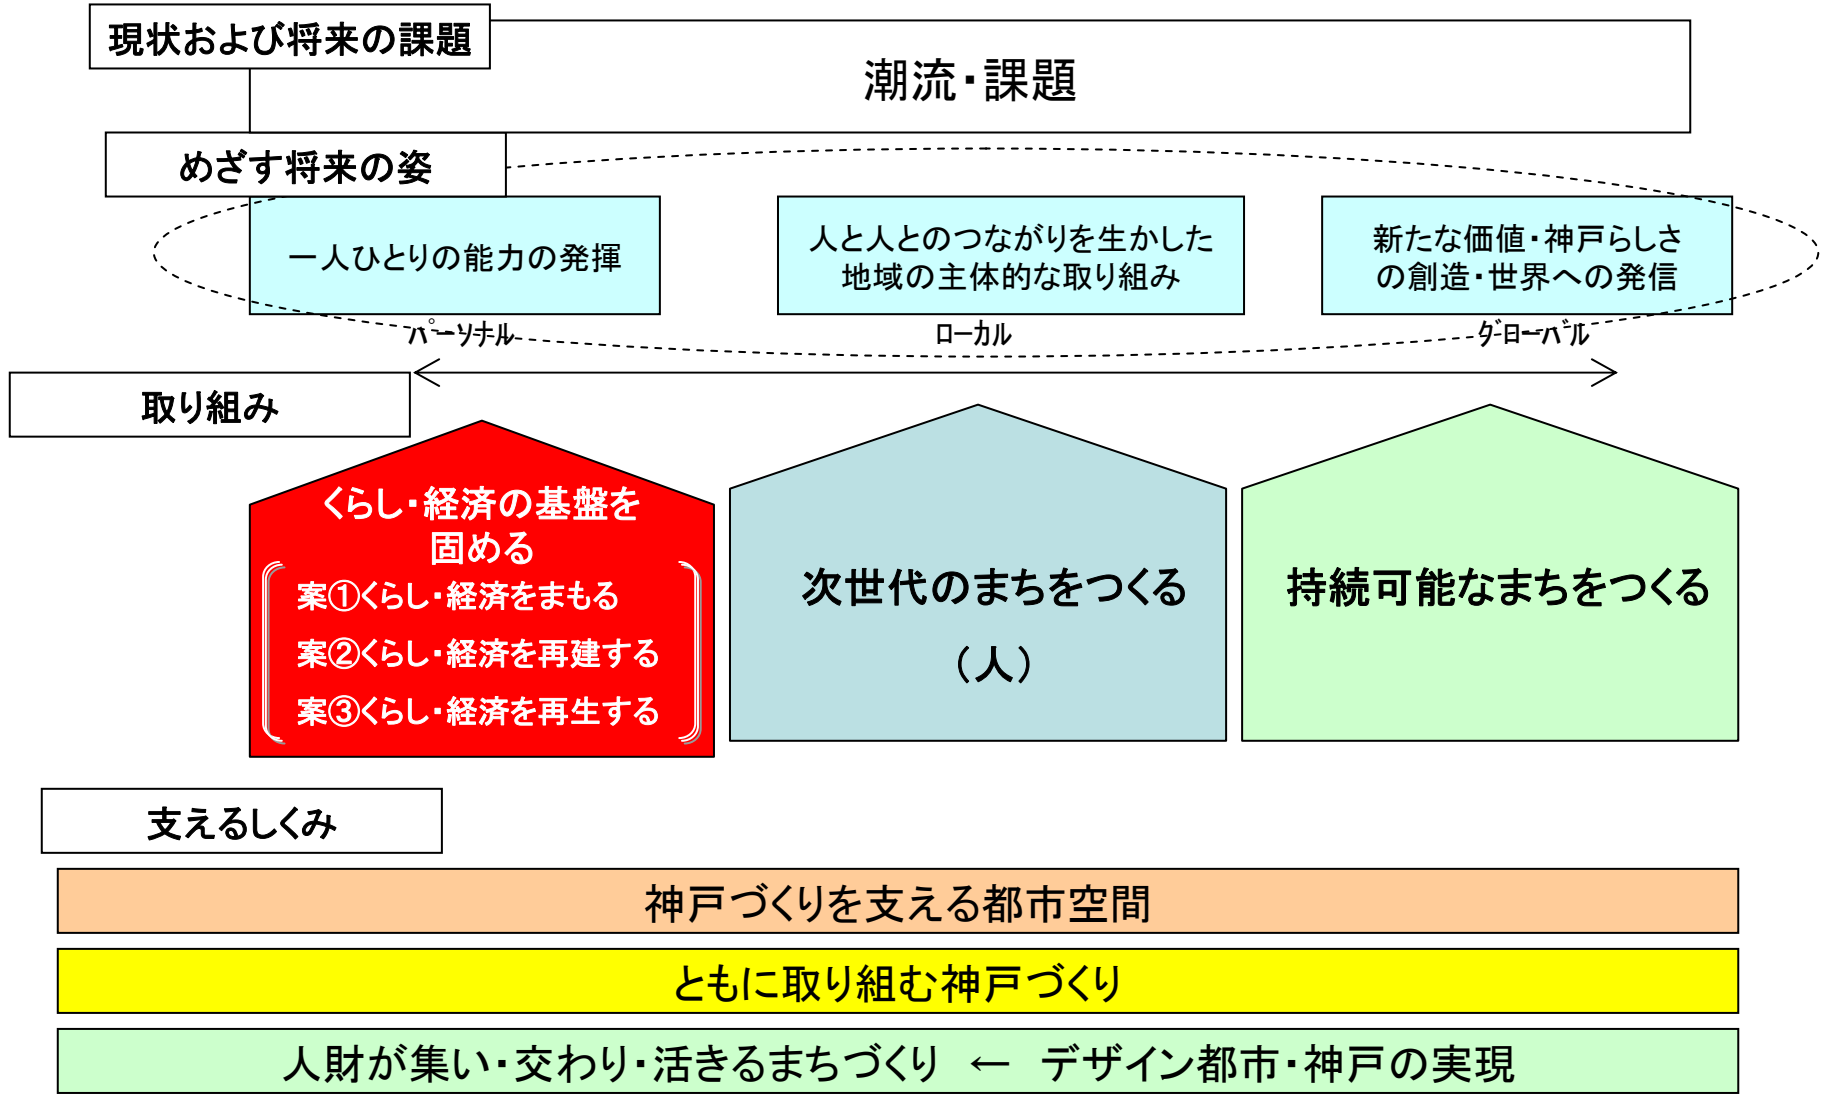 現状および将来の課題
潮流・課題
めざす将来の姿
一人ひとりの能力の発揮
人と人とのつながりを生かした
地域の主体的な取り組み
新たな価値・神戸らしさ
の創造・世界への発信
ﾊﾟｰｿﾅﾙ
ﾛｰｶﾙ
ｸﾞﾛｰﾊﾞﾙ
取り組み
くらし・経済の基盤を
固める
案①くらし・経済をまもる
案②くらし・経済を再建する
案③くらし・経済を再生する
次世代のまちをつくる
（人）
持続可能なまちをつくる
支えるしくみ
神戸づくりを支える都市空間
ともに取り組む神戸づくり
人財が集い・交わり・活きるまちづくり　←　デザイン都市・神戸の実現